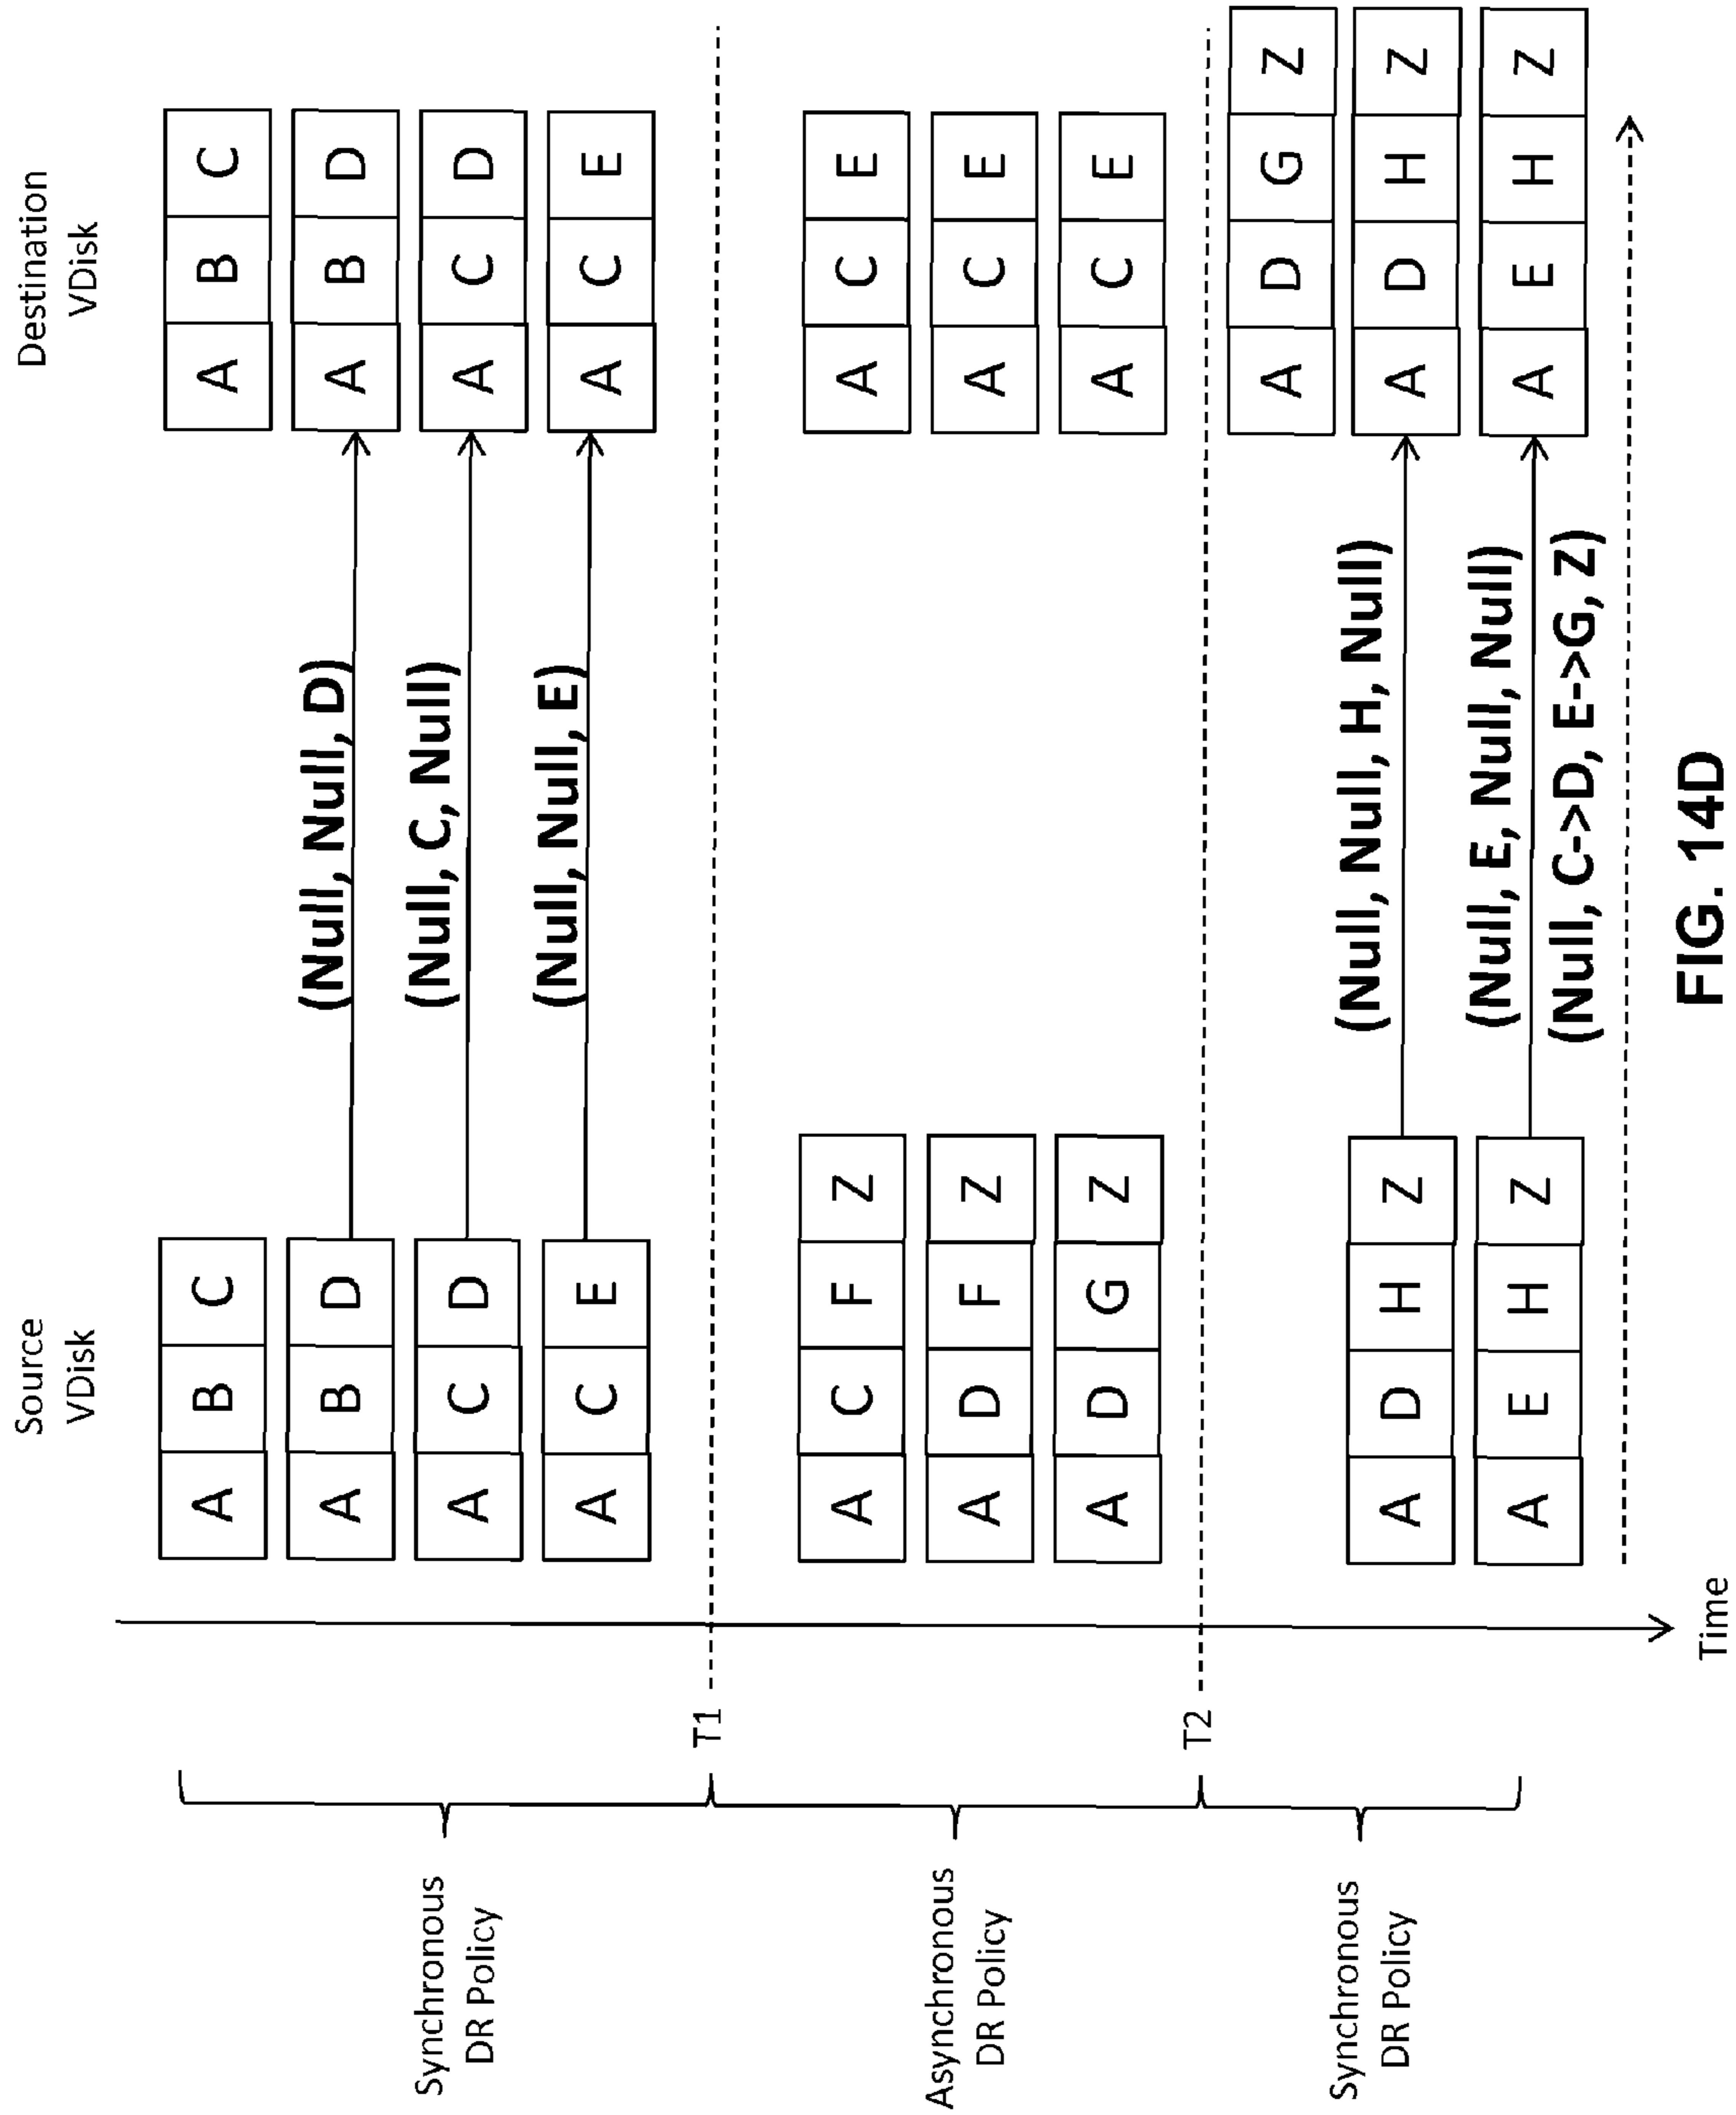 Source
VDisk
Destination
VDisk
Synchronous
DR Policy
A B C
A B C
A B D
(Null, Null, D)
A B D
A C D
(Null, C, Null)
A C D
A C E
(Null, Null, E)
A C E
T1
Asynchronous
DR Policy
A C F Z
A C E
A D F Z
A C E
A D G Z
A C E
T2
Synchronous
DR Policy
A D G Z
A D H Z
(Null, Null, H, Null)
A D H Z
A E H Z
(Null, E, Null, Null)
A E H Z
(Null, C->D, E->G, Z)
Time
FIG. 14D